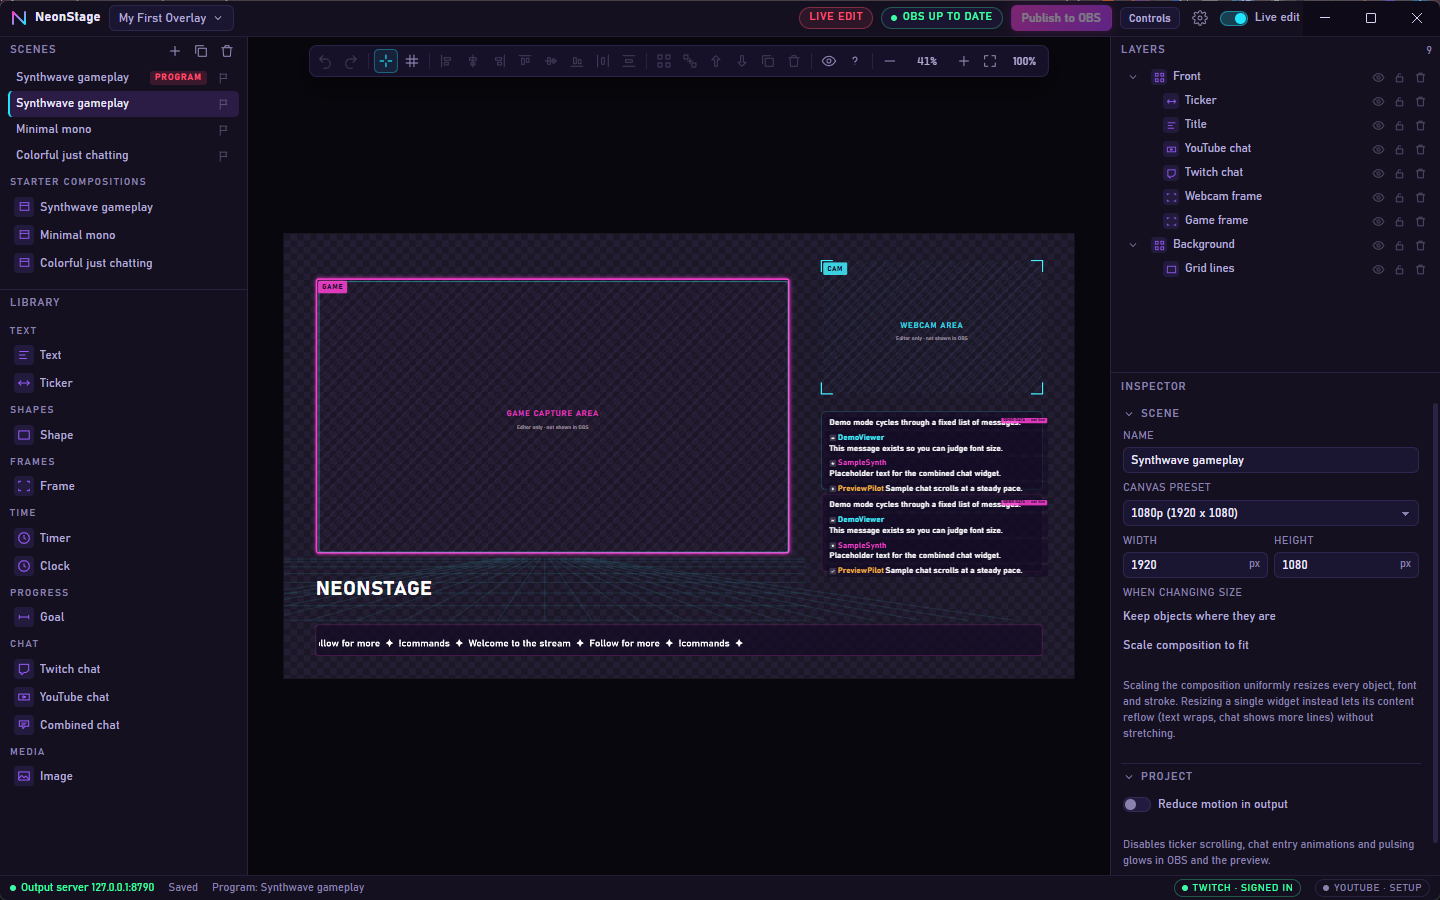 NeonStage
My First Overlay
LIVE EDIT
OBS UP TO DATE
Publish to OBS
Controls
Live edit
SCENES
Synthwave gameplay
PROGRAM
Synthwave gameplay
Minimal mono
Colorful just chatting
STARTER COMPOSITIONS
Synthwave gameplay
Minimal mono
Colorful just chatting
LIBRARY
TEXT
Text
Ticker
SHAPES
Shape
FRAMES
Frame
TIME
Timer
Clock
PROGRESS
Goal
CHAT
Twitch chat
YouTube chat
Combined chat
MEDIA
Image
?
41%
100%
GAME
GAME CAPTURE AREA
Editor only · not shown in OBS
CAM
WEBCAM AREA
Editor only · not shown in OBS
Demo mode cycles through a fixed list of messages.
DemoViewer
This message exists so you can judge font size.
SampleSynth
Placeholder text for the combined chat widget.
PreviewPilot Sample chat scrolls at a steady pace.
Demo mode cycles through a fixed list of messages.
DemoViewer
This message exists so you can judge font size.
SampleSynth
Placeholder text for the combined chat widget.
PreviewPilot Sample chat scrolls at a steady pace.
NEONSTAGE
llow for more ✦ !commands ✦ Welcome to the stream ✦ Follow for more ✦ !commands ✦
LAYERS
9
Front
Ticker
Title
YouTube chat
Twitch chat
Webcam frame
Game frame
Background
Grid lines
INSPECTOR
SCENE
NAME
Synthwave gameplay
CANVAS PRESET
1080p (1920 x 1080)
WIDTH
HEIGHT
1920 px
1080 px
WHEN CHANGING SIZE
Keep objects where they are
Scale composition to fit
Scaling the composition uniformly resizes every object, font
and stroke. Resizing a single widget instead lets its content
reflow (text wraps, chat shows more lines) without
stretching.
PROJECT
Reduce motion in output
Disables ticker scrolling, chat entry animations and pulsing
glows in OBS and the preview.
Output server 127.0.0.1:8790
Saved
Program: Synthwave gameplay
TWITCH · SIGNED IN
YOUTUBE · SETUP